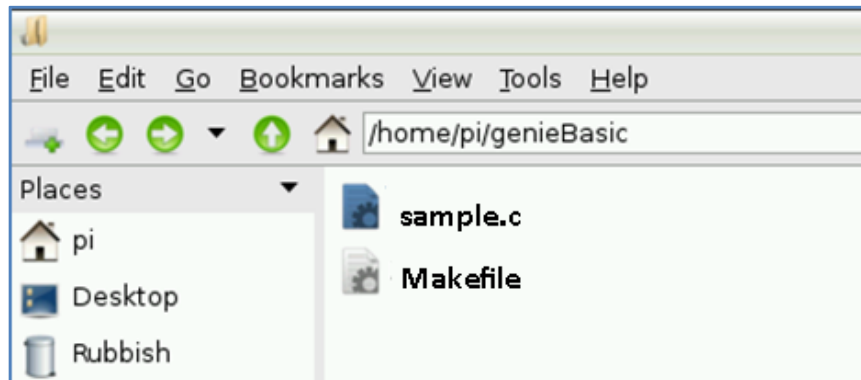 File Edit Go Bookmarks View Tools Help
/home/pi/genieBasic
Places
pi
Desktop
Rubbish
sample.c
Makefile